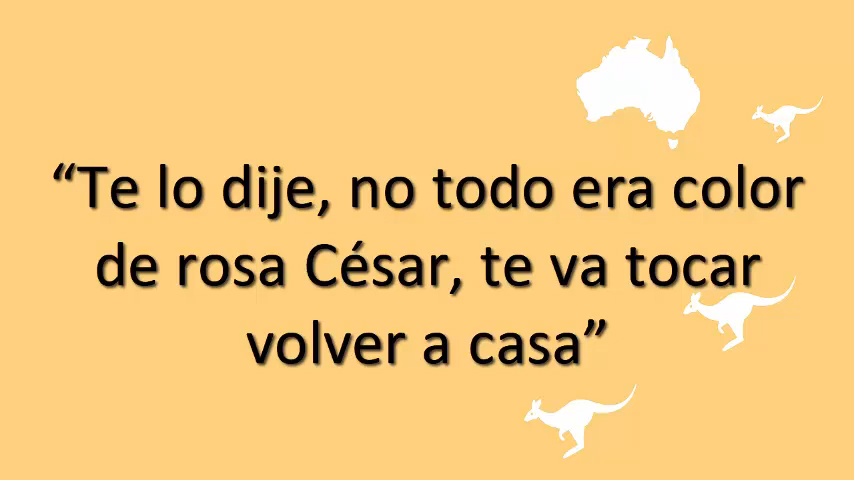 “Te lo dije, no todo era color
de rosa César, te va tocar
volver a casa”